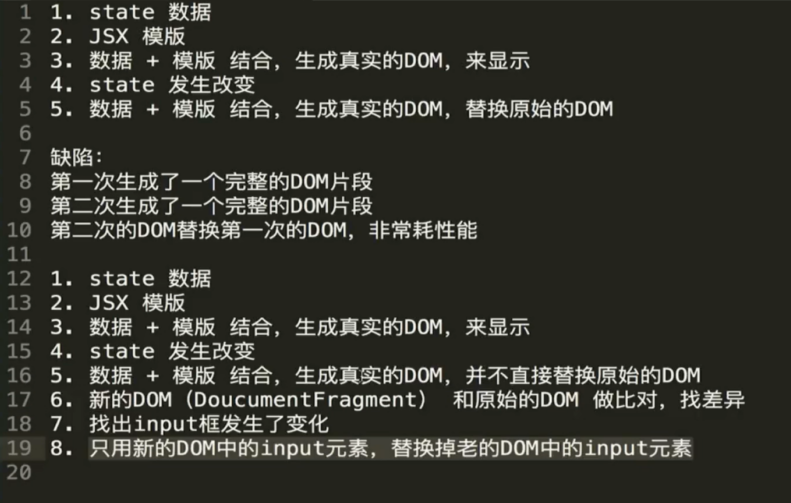 1 1. state 数据
2 2. JSX 模版
3 3. 数据 + 模版 结合，生成真实的DOM，来显示
4 4. state 发生改变
5 5. 数据 + 模版 结合，生成真实的DOM，替换原始的DOM
6
7 缺陷：
8 第一次生成了一个完整的DOM片段
9 第二次生成了一个完整的DOM片段
10 第二次的DOM替换第一次的DOM，非常耗性能
11
12 1. state 数据
13 2. JSX 模版
14 3. 数据 + 模版 结合，生成真实的DOM，来显示
15 4. state 发生改变
16 5. 数据 + 模版 结合，生成真实的DOM，并不直接替换原始的DOM
17 6. 新的DOM（DoucumentFragment） 和原始的DOM 做比对，找差异
18 7. 找出input框发生了变化
19 8. 只用新的DOM中的input元素，替换掉老的DOM中的input元素
20